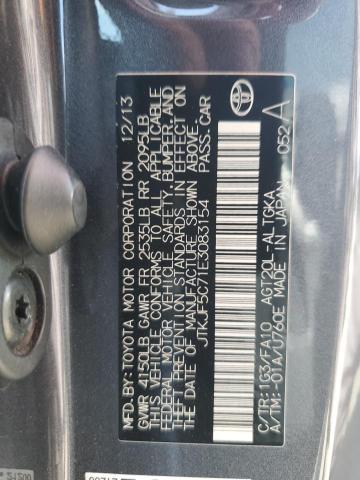 MFD.BY:TOYOTA MOTOR CORPORATION 12/13
GVWR 4150LB GAWR FR 2535LB RR 2095LB
THIS VEHICLE CONFORMS TO ALL APPLICABLE
FEDERAL MOTOR VEHICLE SAFETY, BUMPER, AND
THEFT PREVENTION STANDARDS IN EFFECT ON
THE DATE OF MANUFACTURE SHOWN ABOVE.
JTKJF5C71E3083154 PASS.CAR
C/TR:1G3/FA10 AGT20L-ALTGKA
A/TM:-01A/U760E MADE IN JAPAN 052 A